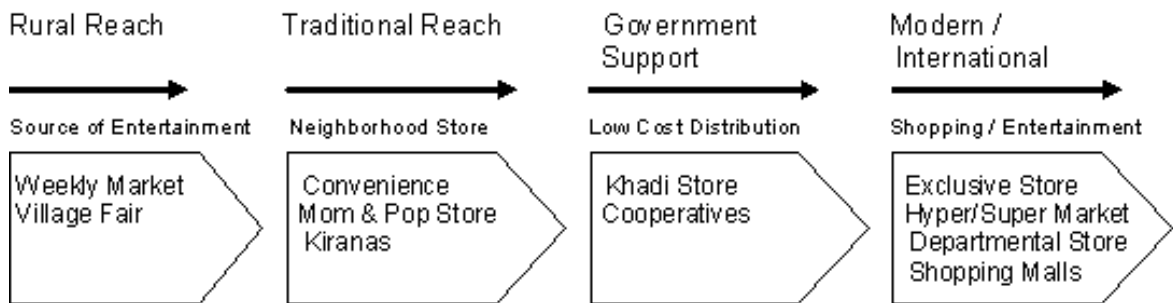 Rural Reach
Traditional Reach
Government
Support
Modern /
International
Source of Entertainment
Neighborhood Store
Low Cost Distribution
Shopping / Entertainment
Weekly Market
Village Fair
Convenience
Mom & Pop Store
Kiranas
Khadi Store
Cooperatives
Exclusive Store
Hyper/Super Market
Departmental Store
Shopping Malls